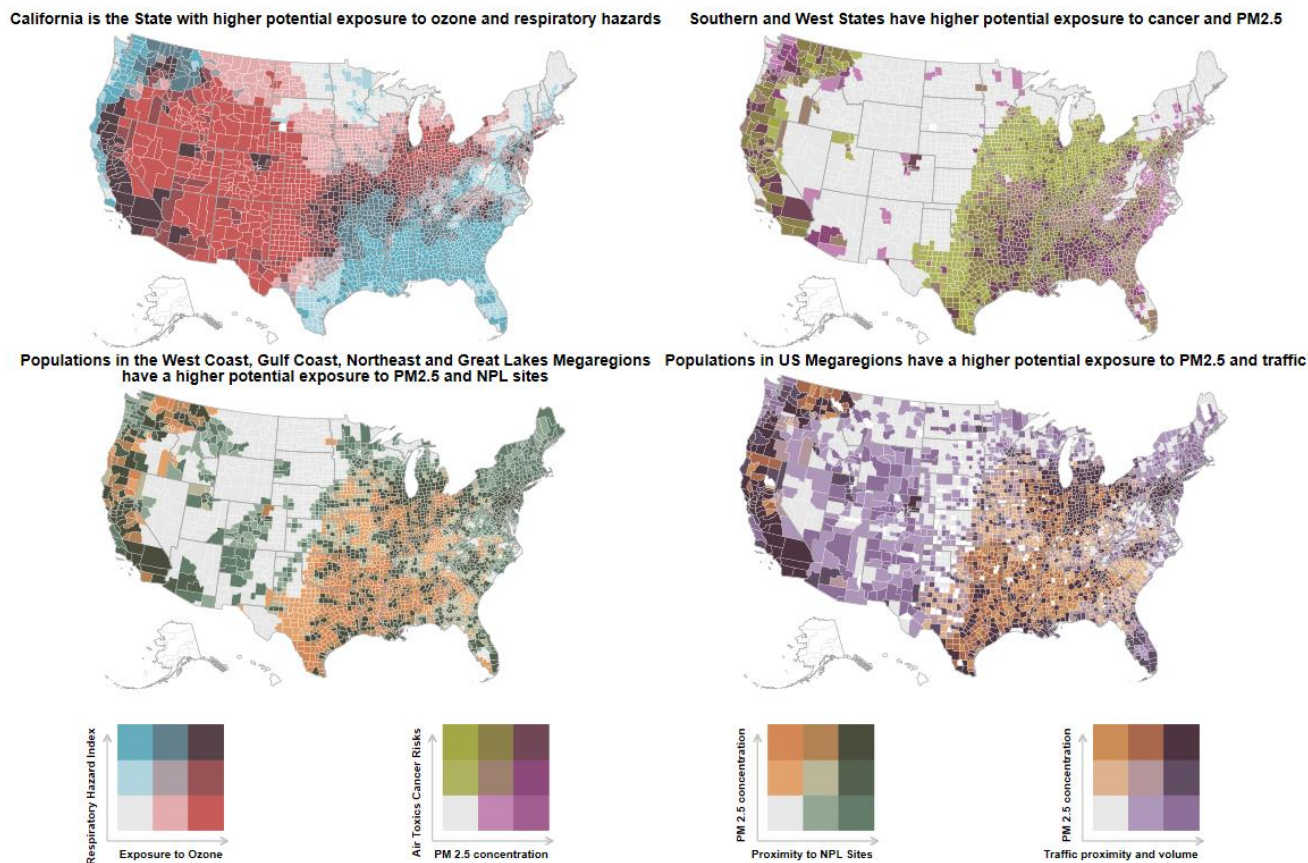 California is the State with higher potential exposure to ozone and respiratory hazards
Southern and West States have higher potential exposure to cancer and PM2.5
Populations in the West Coast, Gulf Coast, Northeast and Great Lakes Megaregions
have a higher potential exposure to PM2.5 and NPL sites
Populations in US Megaregions have a higher potential exposure to PM2.5 and traffic
Respiratory Hazard Index
Exposure to Ozone
Air Toxics Cancer Risks
PM 2.5 concentration
PM 2.5 concentration
Proximity to NPL Sites
PM 2.5 concentration
Traffic proximity and volume